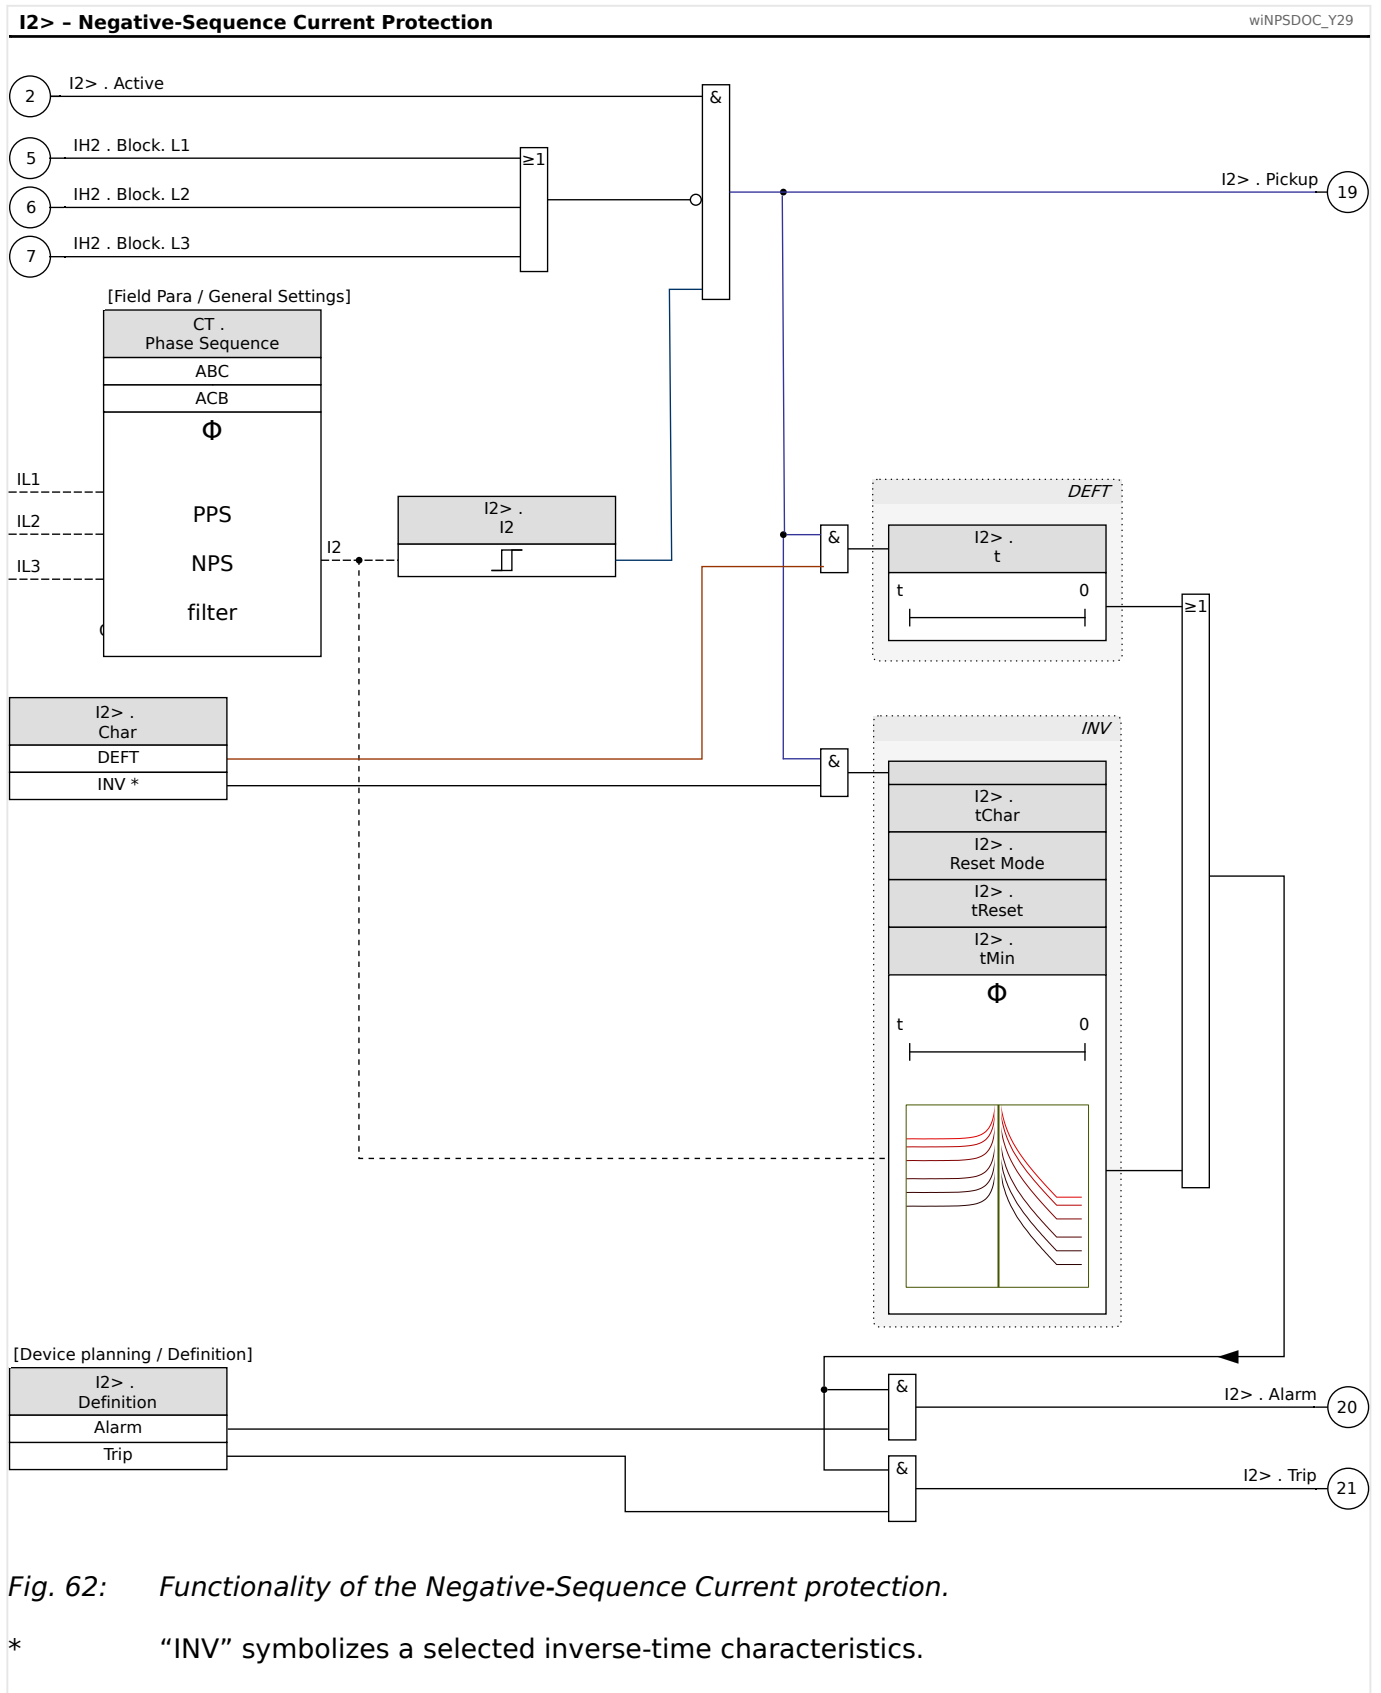 I2> – Negative-Sequence Current Protection
wiNPSDOC_Y29
2
I2> . Active
&
5
IH2 . Block. L1
≥1
6
IH2 . Block. L2
I2> . Pickup
19
7
IH2 . Block. L3
[Field Para / General Settings]
CT .
Phase Sequence
ABC
ACB
Φ
IL1
IL2
IL3
PPS
NPS
filter
I2
I2> .
I2
DEFT
&
I2> .
t
t 0
≥1
I2> .
Char
DEFT
INV *
INV
&
I2> .
tChar
I2> .
Reset Mode
I2> .
tReset
I2> .
tMin
Φ
t 0
[Device planning / Definition]
I2> .
Definition
Alarm
Trip
&
I2> . Alarm
20
&
I2> . Trip
21
Fig. 62: Functionality of the Negative-Sequence Current protection.
* “INV” symbolizes a selected inverse-time characteristics.